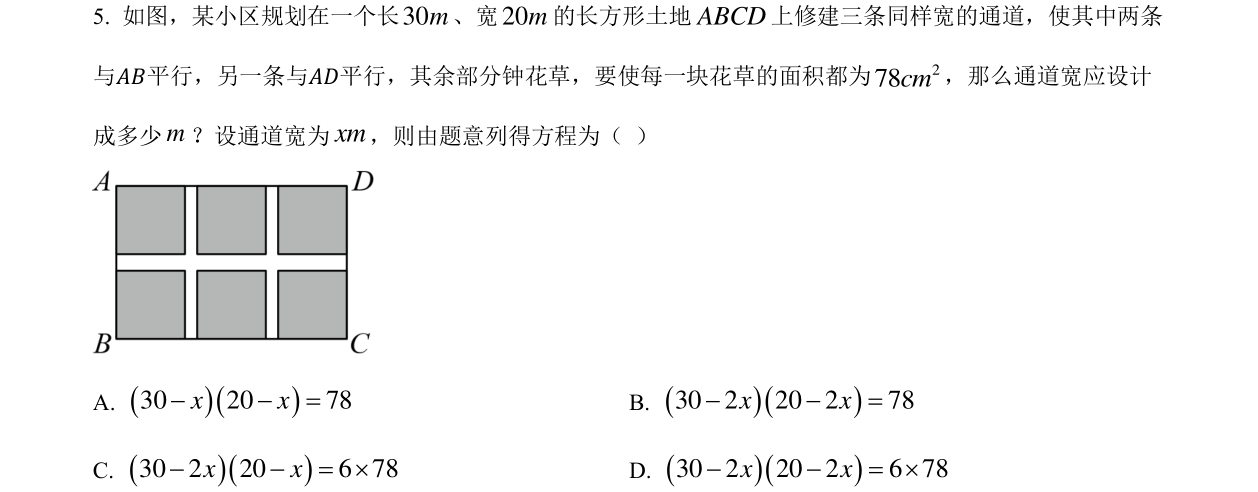 5. 如图，某小区规划在一个长30m、宽20m的长方形土地ABCD上修建三条同样宽的通道，使其中两条
与AB平行，另一条与AD平行，其余部分钟花草，要使每一块花草的面积都为78cm²，那么通道宽应设计
成多少m？设通道宽为xm，则由题意列得方程为（ ）
A D
B C
A. (30－x)(20－x)＝78 B. (30－2x)(20－2x)＝78
C. (30－2x)(20－x)＝6×78 D. (30－2x)(20－2x)＝6×78